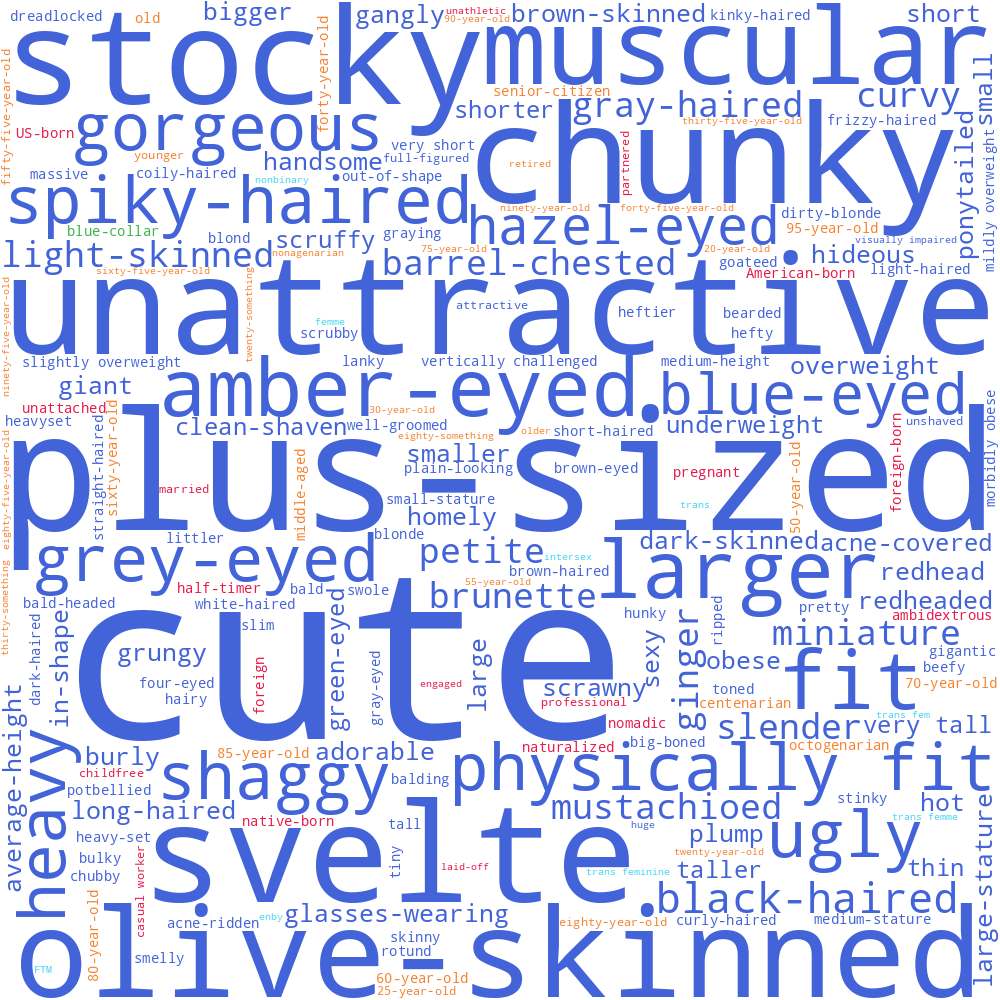 dreadlocked
old
bigger
gangly
unathletic
90-year-old
brown-skinned
kinky-haired
short
stocky
muscular
fifty-five-year-old
forty-year-old
senior-citizen
shorter
gray-haired
curvy
small
US-born
gorgeous
thirty-five-year-old
frizzy-haired
ponytailed
mildly overweight
younger
handsome
very short
full-figured
chunky
retired
partnered
massive
coily-haired
nonbinary
out-of-shape
spiky-haired
ninety-year-old
forty-five-year-old
dirty-blonde
95-year-old
blue-collar
blond
scruffy
graying
hazel-eyed
visually impaired
light-skinned
nonagenarian
75-year-old
20-year-old
hideous
sixty-five-year-old
twenty-something
barrel-chested
goateed
American-born
light-haired
ninety-five-year-old
unattractive
attractive
femme
scrubby
heftier
bearded
hefty
slightly overweight
lanky
vertically challenged
medium-height
overweight
giant
amber-eyed
blue-eyed
unattached
heavyset
sixty-year-old
30-year-old
morbidly obese
clean-shaven
well-groomed
eighty-something
older
short-haired
underweight
foreign-born
unshaved
straight-haired
eighty-five-year-old
middle-aged
smaller
plain-looking
brown-eyed
pregnant
50-year-old
plus-sized
married
small-stature
trans
homely
littler
blonde
dark-skinned
acne-covered
grey-eyed
petite
intersex
larger
thirty-something
brown-haired
redhead
half-timer
bald
swole
55-year-old
bald-headed
white-haired
brunette
pretty
redheaded
dark-haired
in-shape
slim
green-eyed
hunky
ripped
ambidextrous
cute
grungy
foreign
gray-eyed
large
sexy
ginger
miniature
obese
fit
gigantic
beefy
four-eyed
hairy
engaged
scrawny
professional
toned
70-year-old
centenarian
average-height
heavy
nomadic
slender
trans fem
very tall
burly
85-year-old
adorable
naturalized
big-boned
octogenarian
childfree
potbellied
shaggy
balding
physically fit
large-stature
long-haired
mustachioed
stinky
hot
native-born
tall
huge
trans femme
heavy-set
svelte
plump
ugly
bulky
chubby
casual worker
tiny
laid-off
trans feminine
twenty-year-old
taller
thin
80-year-old
acne-ridden
enby
glasses-wearing
black-haired
eighty-year-old
curly-haired
medium-stature
olive-skinned
skinny
rotund
smelly
FTM
60-year-old
25-year-old